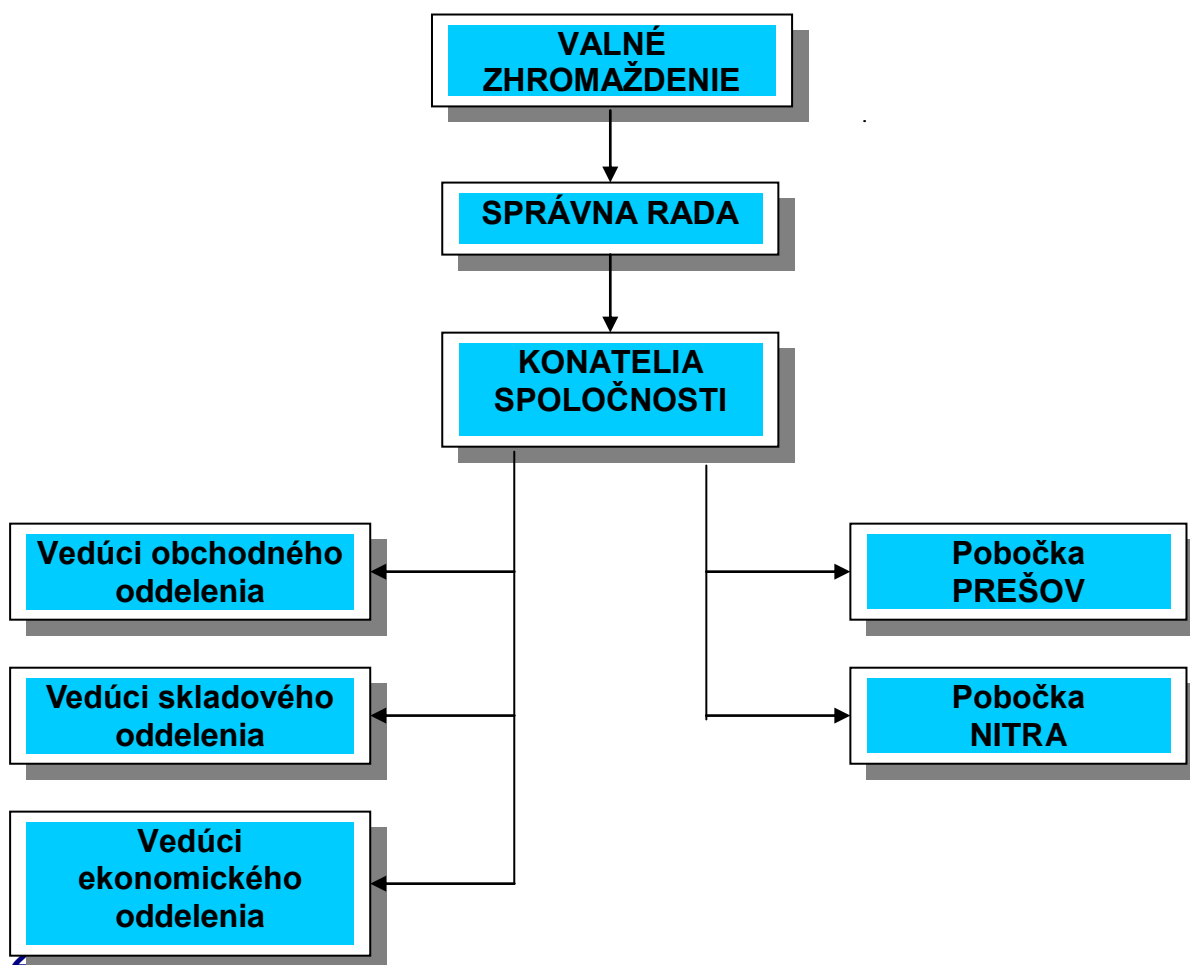 VALNÉ
ZHROMAŽDENIE
SPRÁVNA RADA
KONATELIA
SPOLOČNOSTI
Vedúci obchodného
oddelenia
Pobočka
PREŠOV
Vedúci skladového
oddelenia
Pobočka
NITRA
Vedúci
ekonomického
oddelenia